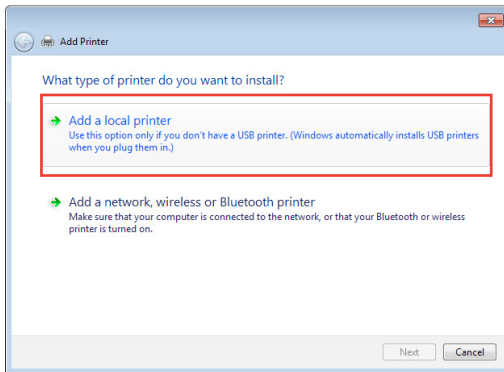 Add Printer
What type of printer do you want to install?
Add a local printer
Use this option only if you don't have a USB printer. (Windows automatically installs USB printers
when you plug them in.)
Add a network, wireless or Bluetooth printer
Make sure that your computer is connected to the network, or that your Bluetooth or wireless
printer is turned on.
Next Cancel